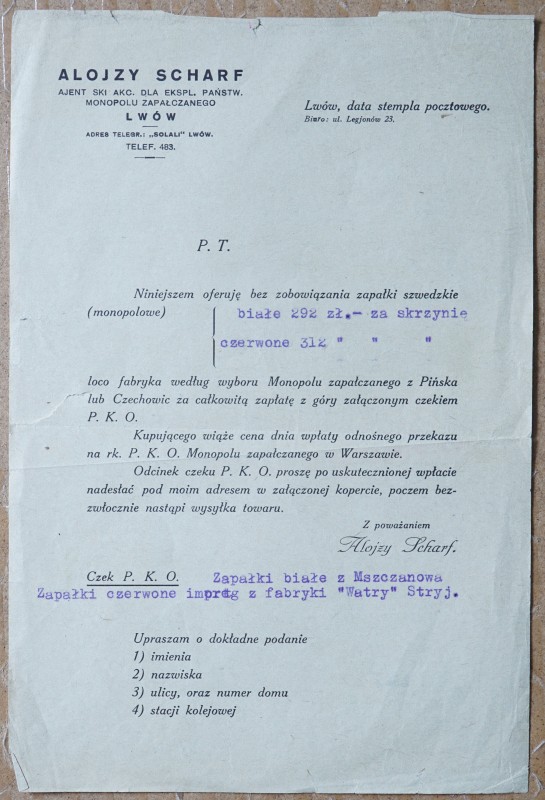 ALOJZY SCHARF
AJENT SKI AKC. DLA EKSPL. PAŃSTW.
MONOPOLU ZAPAŁCZANEGO
LWÓW
ADRES TELEGR.: „SOLALI" LWÓW.
TELEF. 483.
Lwów, data stempla pocztowego.
Biuro: ul. Legjonów 23.
P. T.
Niniejszem oferuję bez zobowiązania zapałki szwedzkie
(monopolowe) białe 292 zł.- za skrzynię
czerwone 312 " " "
loco fabryka według wyboru Monopolu zapałczanego z Pińska
lub Czechowic za całkowitą zapłatę z góry załączonym czekiem
P. K. O.
Kupującego wiąże cena dnia wpłaty odnośnego przekazu
na rk. P. K. O. Monopolu zapałczanego w Warszawie.
Odcinek czeku P. K. O. proszę po uskutecznionej wpłacie
nadesłać pod moim adresem w załączonej kopercie, poczem bez-
zwłocznie nastąpi wysyłka towaru.
Z poważaniem
Alojzy Scharf.
Czek P. K. O. Zapałki białe z Mszczanowa
Zapałki czerwone impreg z fabryki "Watry" Stryj.
Upraszam o dokładne podanie
1) imienia
2) nazwiska
3) ulicy, oraz numer domu
4) stacji kolejowej